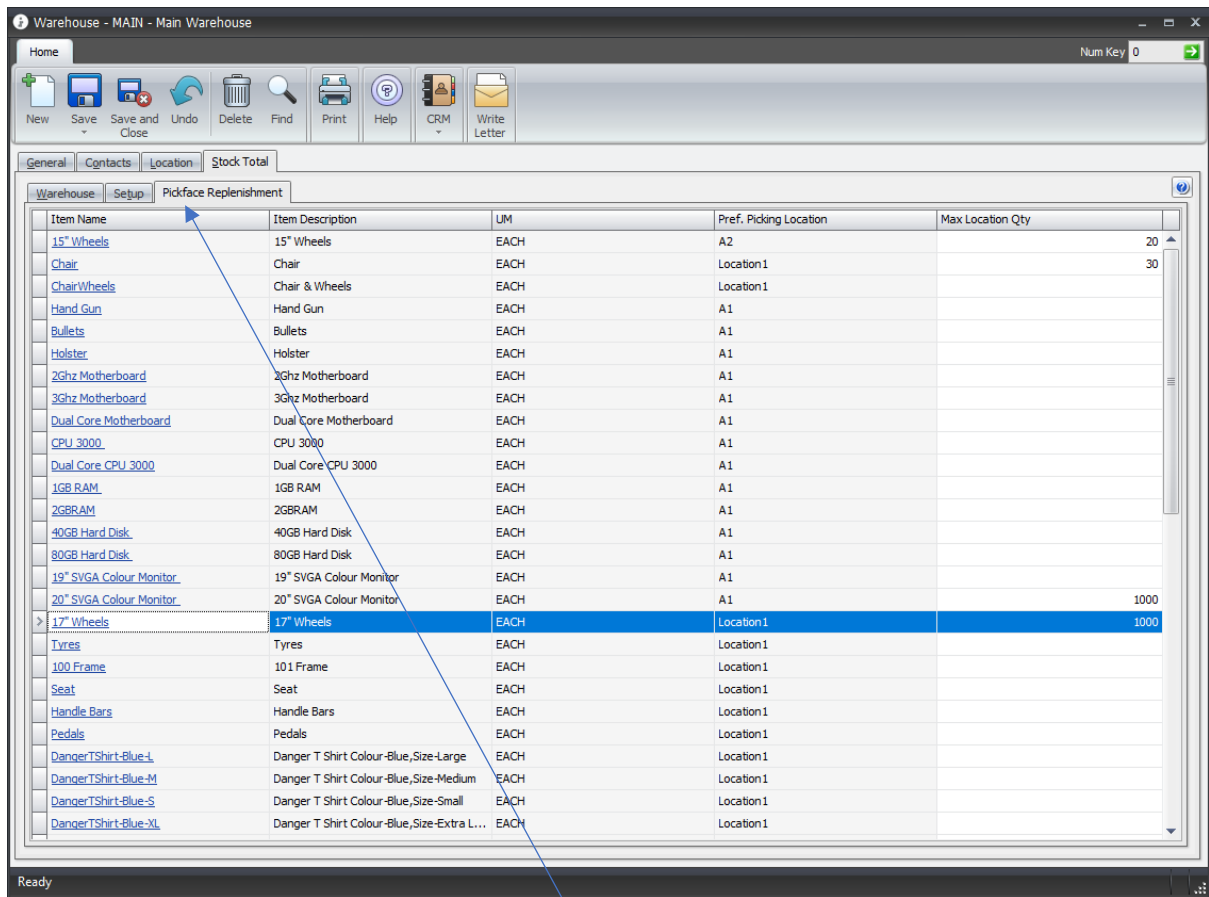 Warehouse - MAIN - Main Warehouse
Home Num Key 0
New Save Save and Close Undo Delete Find Print Help CRM Write Letter
General Contacts Location Stock Total
Warehouse Setup Pickface Replenishment
Item Name Item Description UM Pref. Picking Location Max Location Qty
15" Wheels 15" Wheels EACH A2 20
Chair Chair EACH Location1 30
ChairWheels Chair & Wheels EACH Location1
Hand Gun Hand Gun EACH A1
Bullets Bullets EACH A1
Holster Holster EACH A1
2Ghz Motherboard 2Ghz Motherboard EACH A1
3Ghz Motherboard 3Ghz Motherboard EACH A1
Dual Core Motherboard Dual Core Motherboard EACH A1
CPU 3000 CPU 3000 EACH A1
Dual Core CPU 3000 Dual Core CPU 3000 EACH A1
1GB RAM 1GB RAM EACH A1
2GBRAM 2GBRAM EACH A1
40GB Hard Disk 40GB Hard Disk EACH A1
80GB Hard Disk 80GB Hard Disk EACH A1
19" SVGA Colour Monitor 19" SVGA Colour Monitor EACH A1
20" SVGA Colour Monitor 20" SVGA Colour Monitor EACH A1 1000
17" Wheels 17" Wheels EACH Location1 1000
Tyres Tyres EACH Location1
100 Frame 101 Frame EACH Location1
Seat Seat EACH Location1
Handle Bars Handle Bars EACH Location1
Pedals Pedals EACH Location1
DangerTShirt-Blue-L Danger T Shirt Colour-Blue,Size-Large EACH Location1
DangerTShirt-Blue-M Danger T Shirt Colour-Blue,Size-Medium EACH Location1
DangerTShirt-Blue-S Danger T Shirt Colour-Blue,Size-Small EACH Location1
DangerTShirt-Blue-XL Danger T Shirt Colour-Blue,Size-Extra L... EACH Location1
Ready